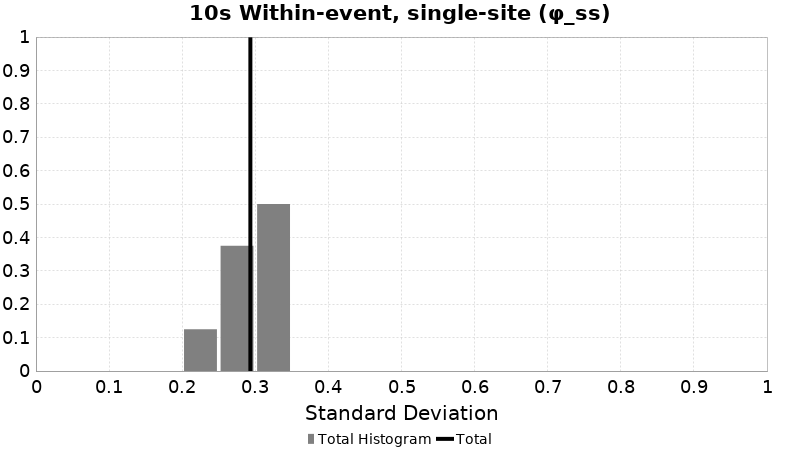 10s Within-event, single-site (φ_ss)
1
0.9
0.8
0.7
0.6
0.5
0.4
0.3
0.2
0.1
0
0 0.1 0.2 0.3 0.4 0.5 0.6 0.7 0.8 0.9 1
Standard Deviation
Total Histogram Total